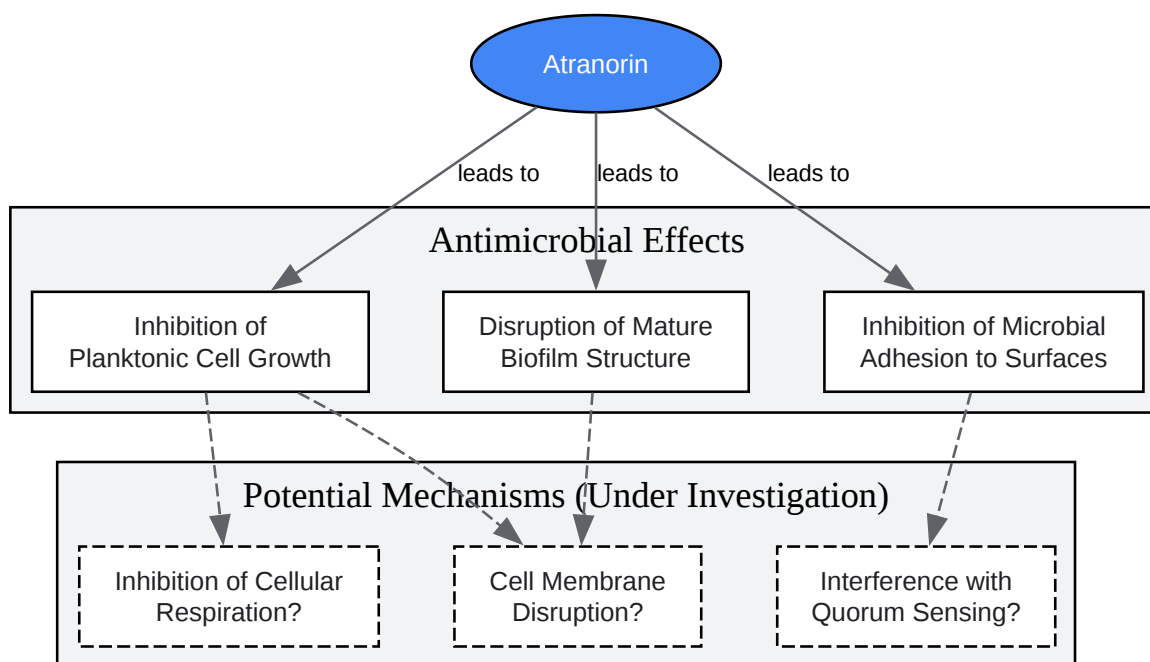 Atranorin
leads to
leads to
leads to
Antimicrobial Effects
Inhibition of
Planktonic Cell Growth
Disruption of Mature
Biofilm Structure
Inhibition of Microbial
Adhesion to Surfaces
Potential Mechanisms (Under Investigation)
Inhibition of Cellular
Respiration?
Cell Membrane
Disruption?
Interference with
Quorum Sensing?